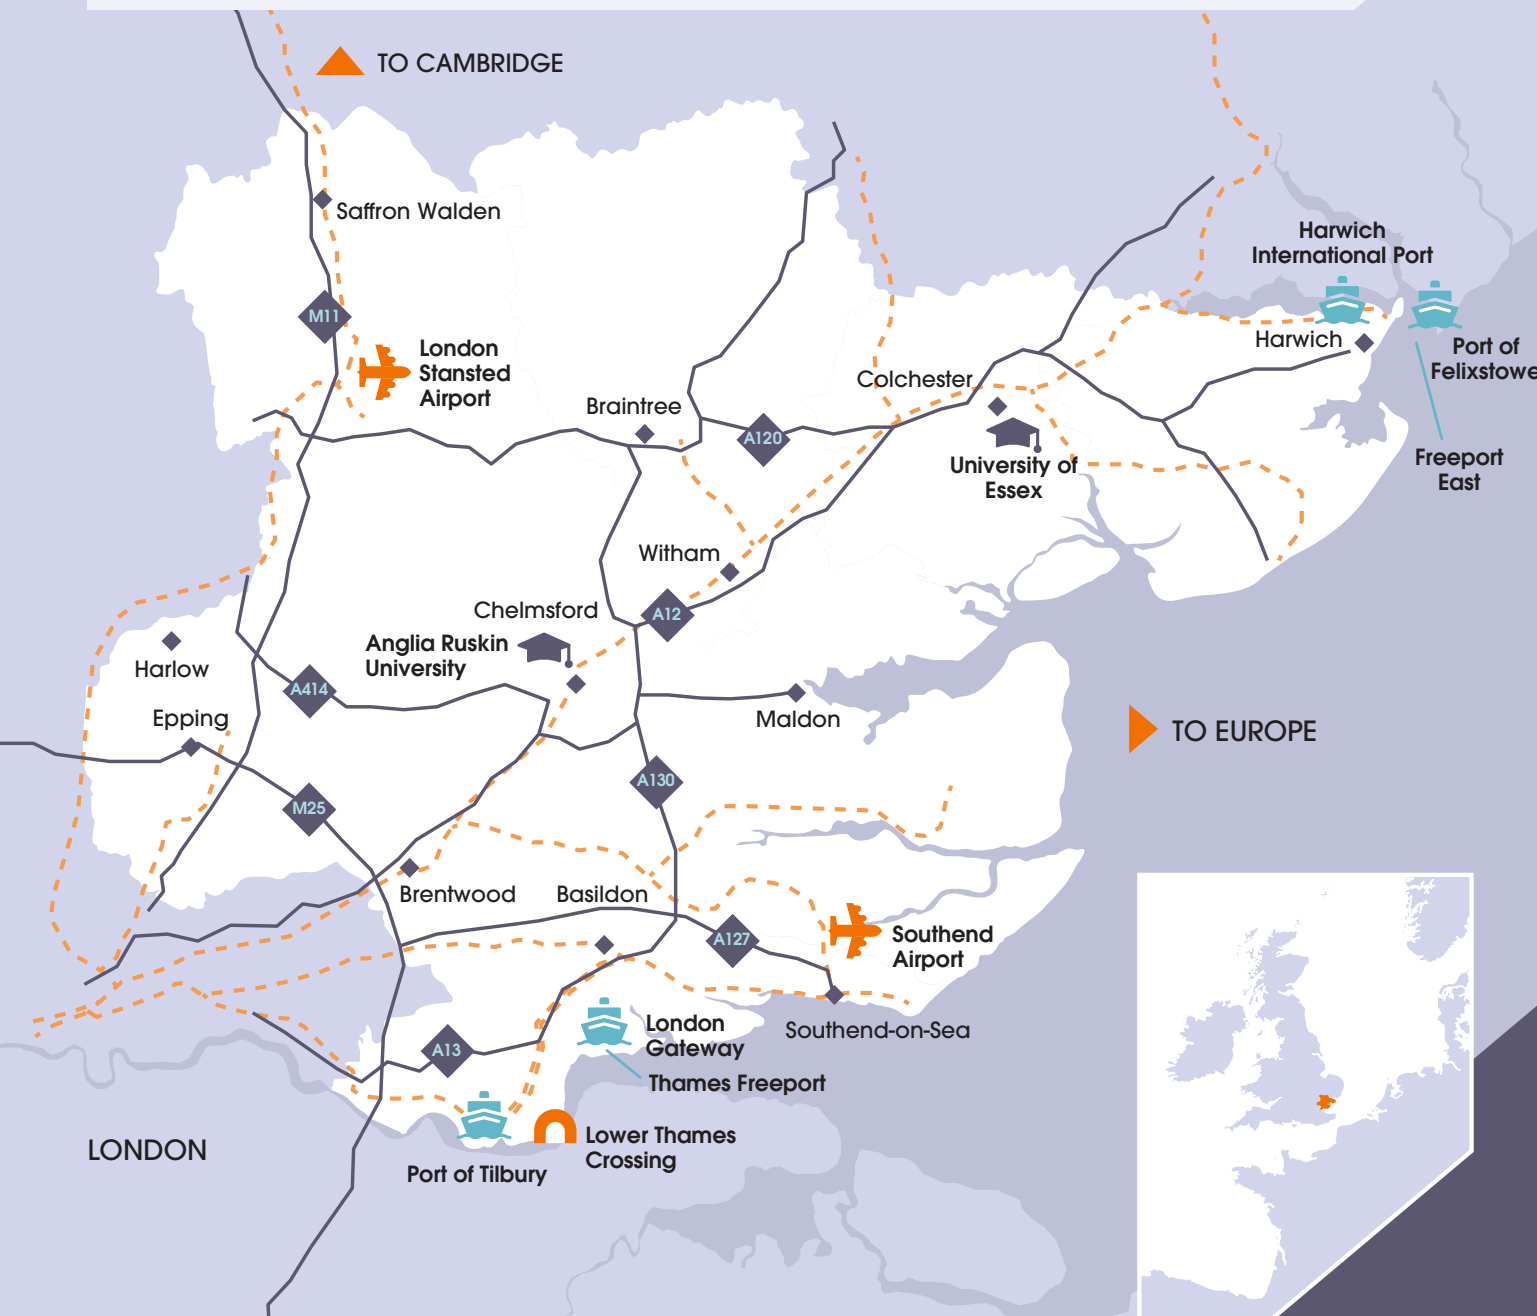 TO CAMBRIDGE
Saffron Walden
Harwich
International Port
M11
Harwich
Port of
Felixstowe
London
Stansted
Airport
Colchester
Braintree
A120
University of
Essex
Freeport
East
Witham
Chelmsford
A12
Anglia Ruskin
University
Harlow
A414
Epping
Maldon
TO EUROPE
A130
M25
Brentwood
Basildon
A127
Southend
Airport
London
Gateway
Southend-on-Sea
A13
Thames Freeport
LONDON
Lower Thames
Crossing
Port of Tilbury